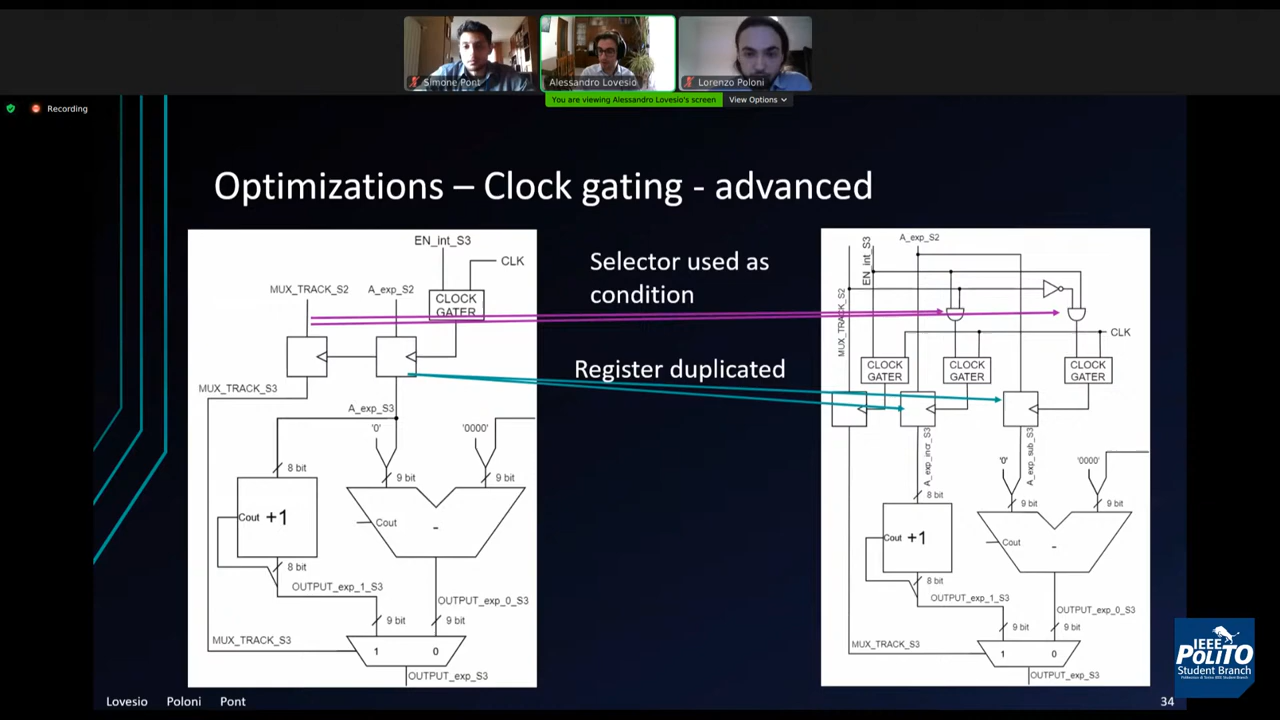 Simone Pont
Alessandro Lovesio
Lorenzo Poloni
You are viewing Alessandro Lovesio's screen
View Options
Recording
Optimizations – Clock gating - advanced
EN_int_S3
CLK
MUX_TRACK_S2
A_exp_S2
CLOCK
GATER
MUX_TRACK_S3
A_exp_S3
'0'
'0000'
8 bit
9 bit
9 bit
Cout
+1
Cout
-
8 bit
OUTPUT_exp_1_S3
OUTPUT_exp_0_S3
9 bit
9 bit
MUX_TRACK_S3
1
0
OUTPUT_exp_S3
Selector used as
condition
Register duplicated
A_exp_S2
EN_int_S3
MUX_TRACK_S2
CLK
CLOCK
GATER
CLOCK
GATER
CLOCK
GATER
A_exp_incr_S3
A_exp_sub_S3
'0'
'0000'
8 bit
9 bit
9 bit
Cout
+1
Cout
-
8 bit
OUTPUT_exp_1_S3
OUTPUT_exp_0_S3
9 bit
9 bit
MUX_TRACK_S3
1
0
OUTPUT_exp_S3
Lovesio Poloni Pont
34
IEEE
POLITO
Student Branch